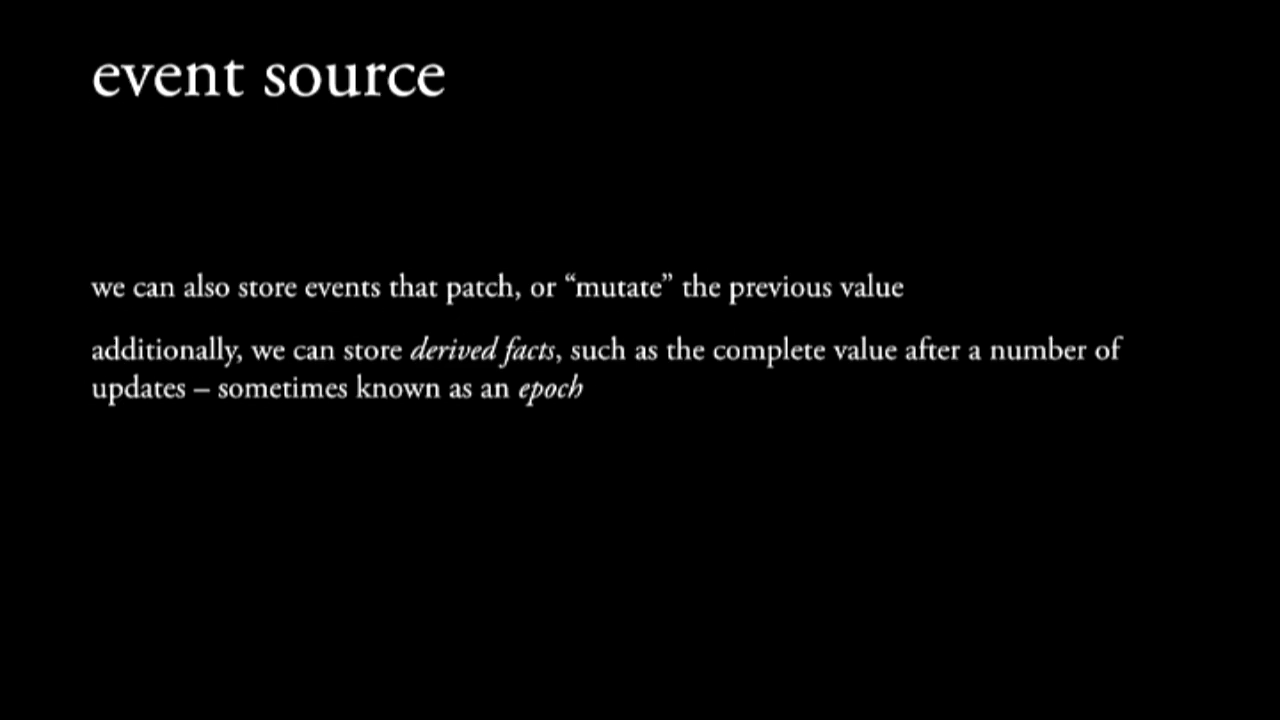 event source
we can also store events that patch, or “mutate” the previous value
additionally, we can store derived facts, such as the complete value after a number of
updates – sometimes known as an epoch